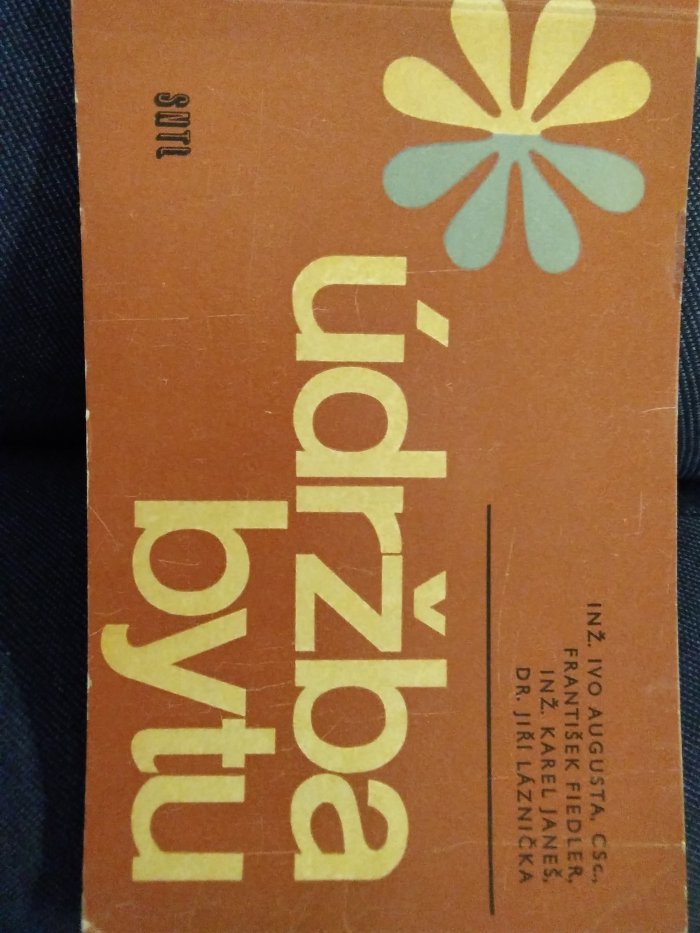 INŽ. IVO AUGUSTA, CSc.,
FRANTIŠEK FIEDLER,
INŽ. KAREL JANEŠ,
DR. JIŘÍ LÁZNIČKA
údržba
bytu
SNTL